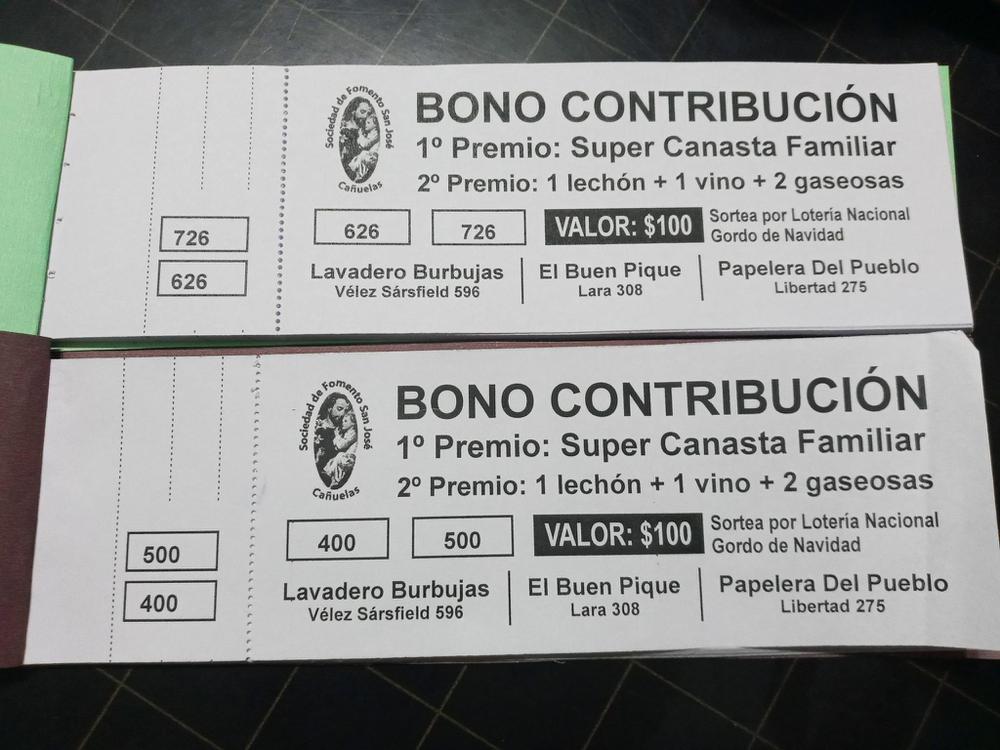 Sociedad de Fomento San José
Cañuelas
BONO CONTRIBUCIÓN
1º Premio: Super Canasta Familiar
2º Premio: 1 lechón + 1 vino + 2 gaseosas
726
626
626 726 VALOR: $100 Sortea por Lotería Nacional
Gordo de Navidad
Lavadero Burbujas
Vélez Sársfield 596
El Buen Pique
Lara 308
Papelera Del Pueblo
Libertad 275
Sociedad de Fomento San José
Cañuelas
BONO CONTRIBUCIÓN
1º Premio: Super Canasta Familiar
2º Premio: 1 lechón + 1 vino + 2 gaseosas
500
400
400 500 VALOR: $100 Sortea por Lotería Nacional
Gordo de Navidad
Lavadero Burbujas
Vélez Sársfield 596
El Buen Pique
Lara 308
Papelera Del Pueblo
Libertad 275